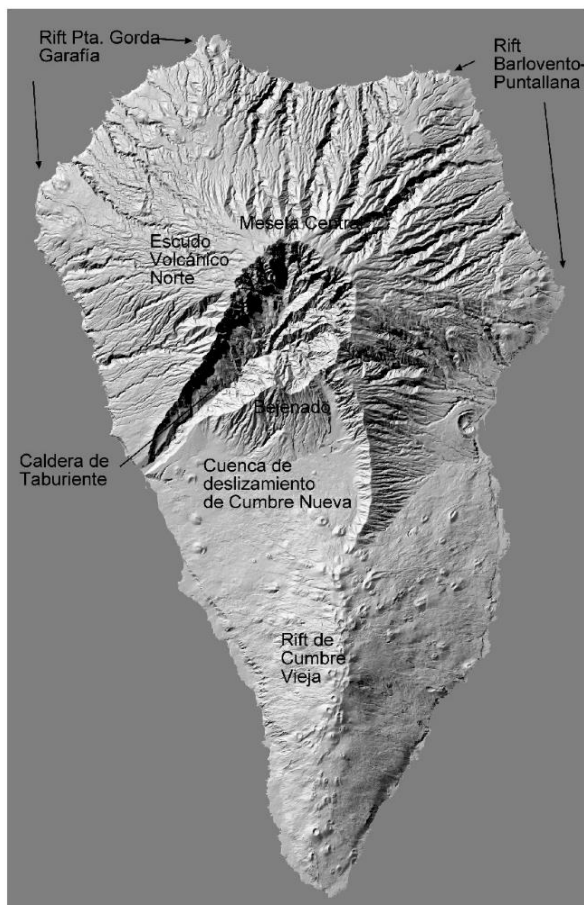 Rift Pta. Gorda
Garafía
Rift
Barlovento-
Puntallana
Meseta Central
Escudo
Volcánico
Norte
Bejenado
Caldera de
Taburiente
Cuenca de
deslizamiento
de Cumbre Nueva
Rift de
Cumbre
Vieja